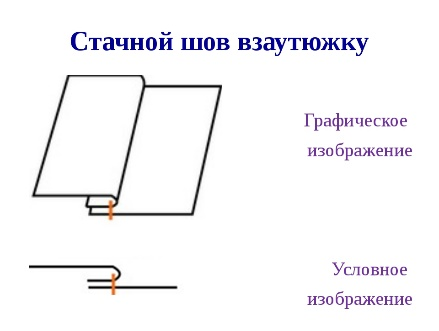 Стачной шов взаутюжку
Графическое
изображение
Условное
изображение